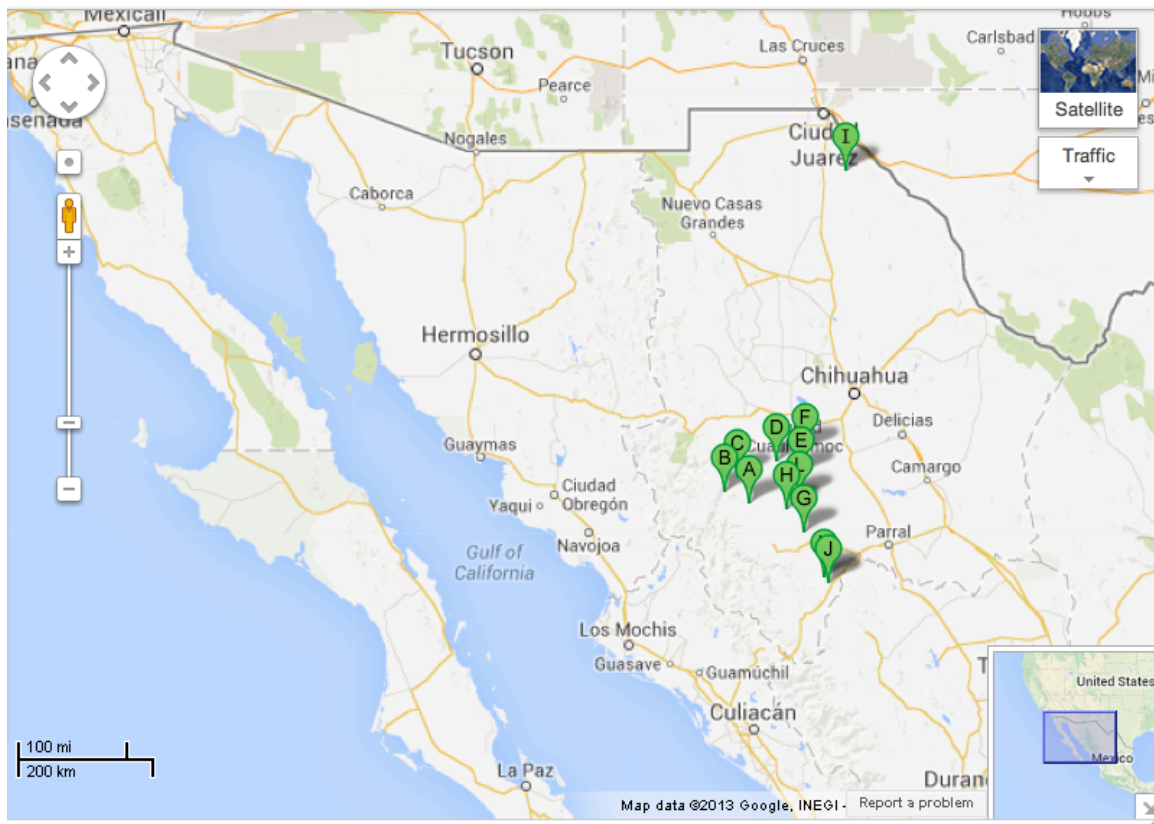 Mexicali
Hobbs
Las Cruces
Carlsbad
Tucson
Pearce
Satellite
Ciudad
Juarez
I
Nogales
Traffic
Caborca
Nuevo Casas
Grandes
Hermosillo
Chihuahua
F
D
Delicias
E
C
Guaymas
B
A
H
L
Camargo
Ciudad
Obregón
G
Yaqui
Parral
Navojoa
J
Gulf of
California
Los Mochis
Guasave
Guamúchil
United States
Culiacán
100 mi
200 km
Mexico
La Paz
Map data ©2013 Google, INEGI -
Report a problem